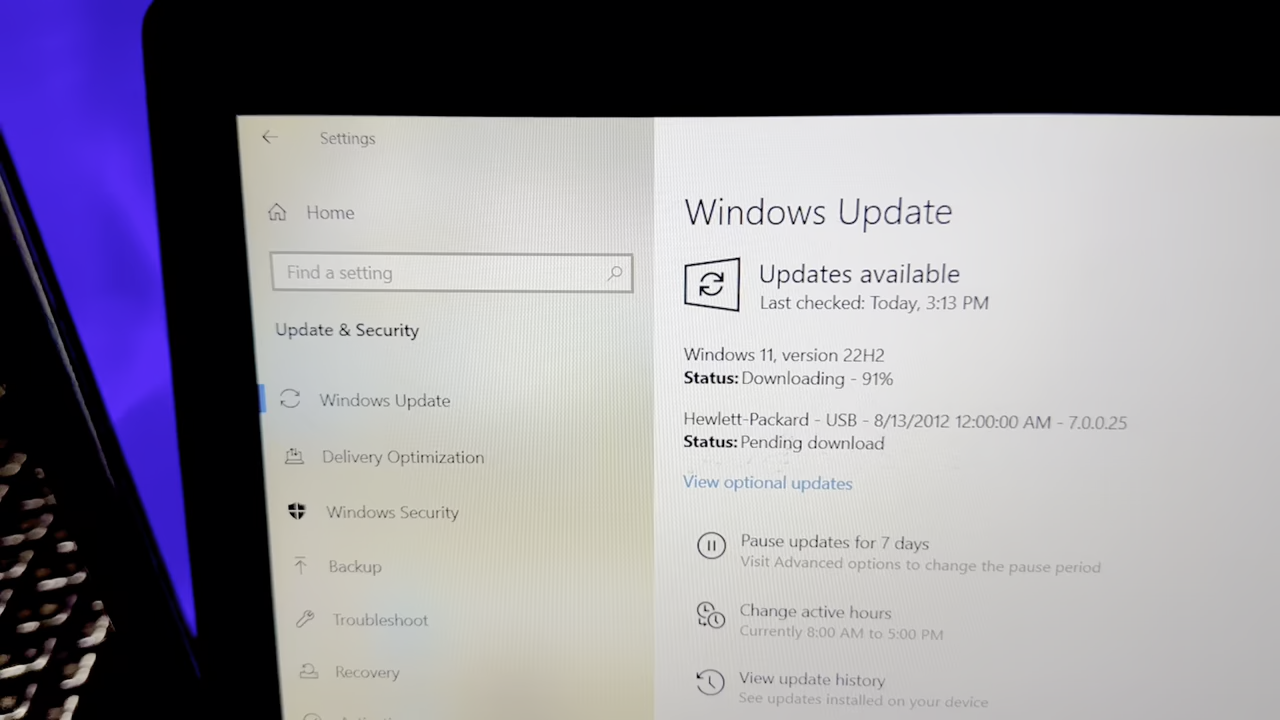 Settings
Home
Find a setting
Update & Security
Windows Update
Delivery Optimization
Windows Security
Backup
Troubleshoot
Recovery
Windows Update
Updates available
Last checked: Today, 3:13 PM
Windows 11, version 22H2
Status: Downloading - 91%
Hewlett-Packard - USB - 8/13/2012 12:00:00 AM - 7.0.0.25
Status: Pending download
View optional updates
Pause updates for 7 days
Visit Advanced options to change the pause period
Change active hours
Currently 8:00 AM to 5:00 PM
View update history
See updates installed on your device